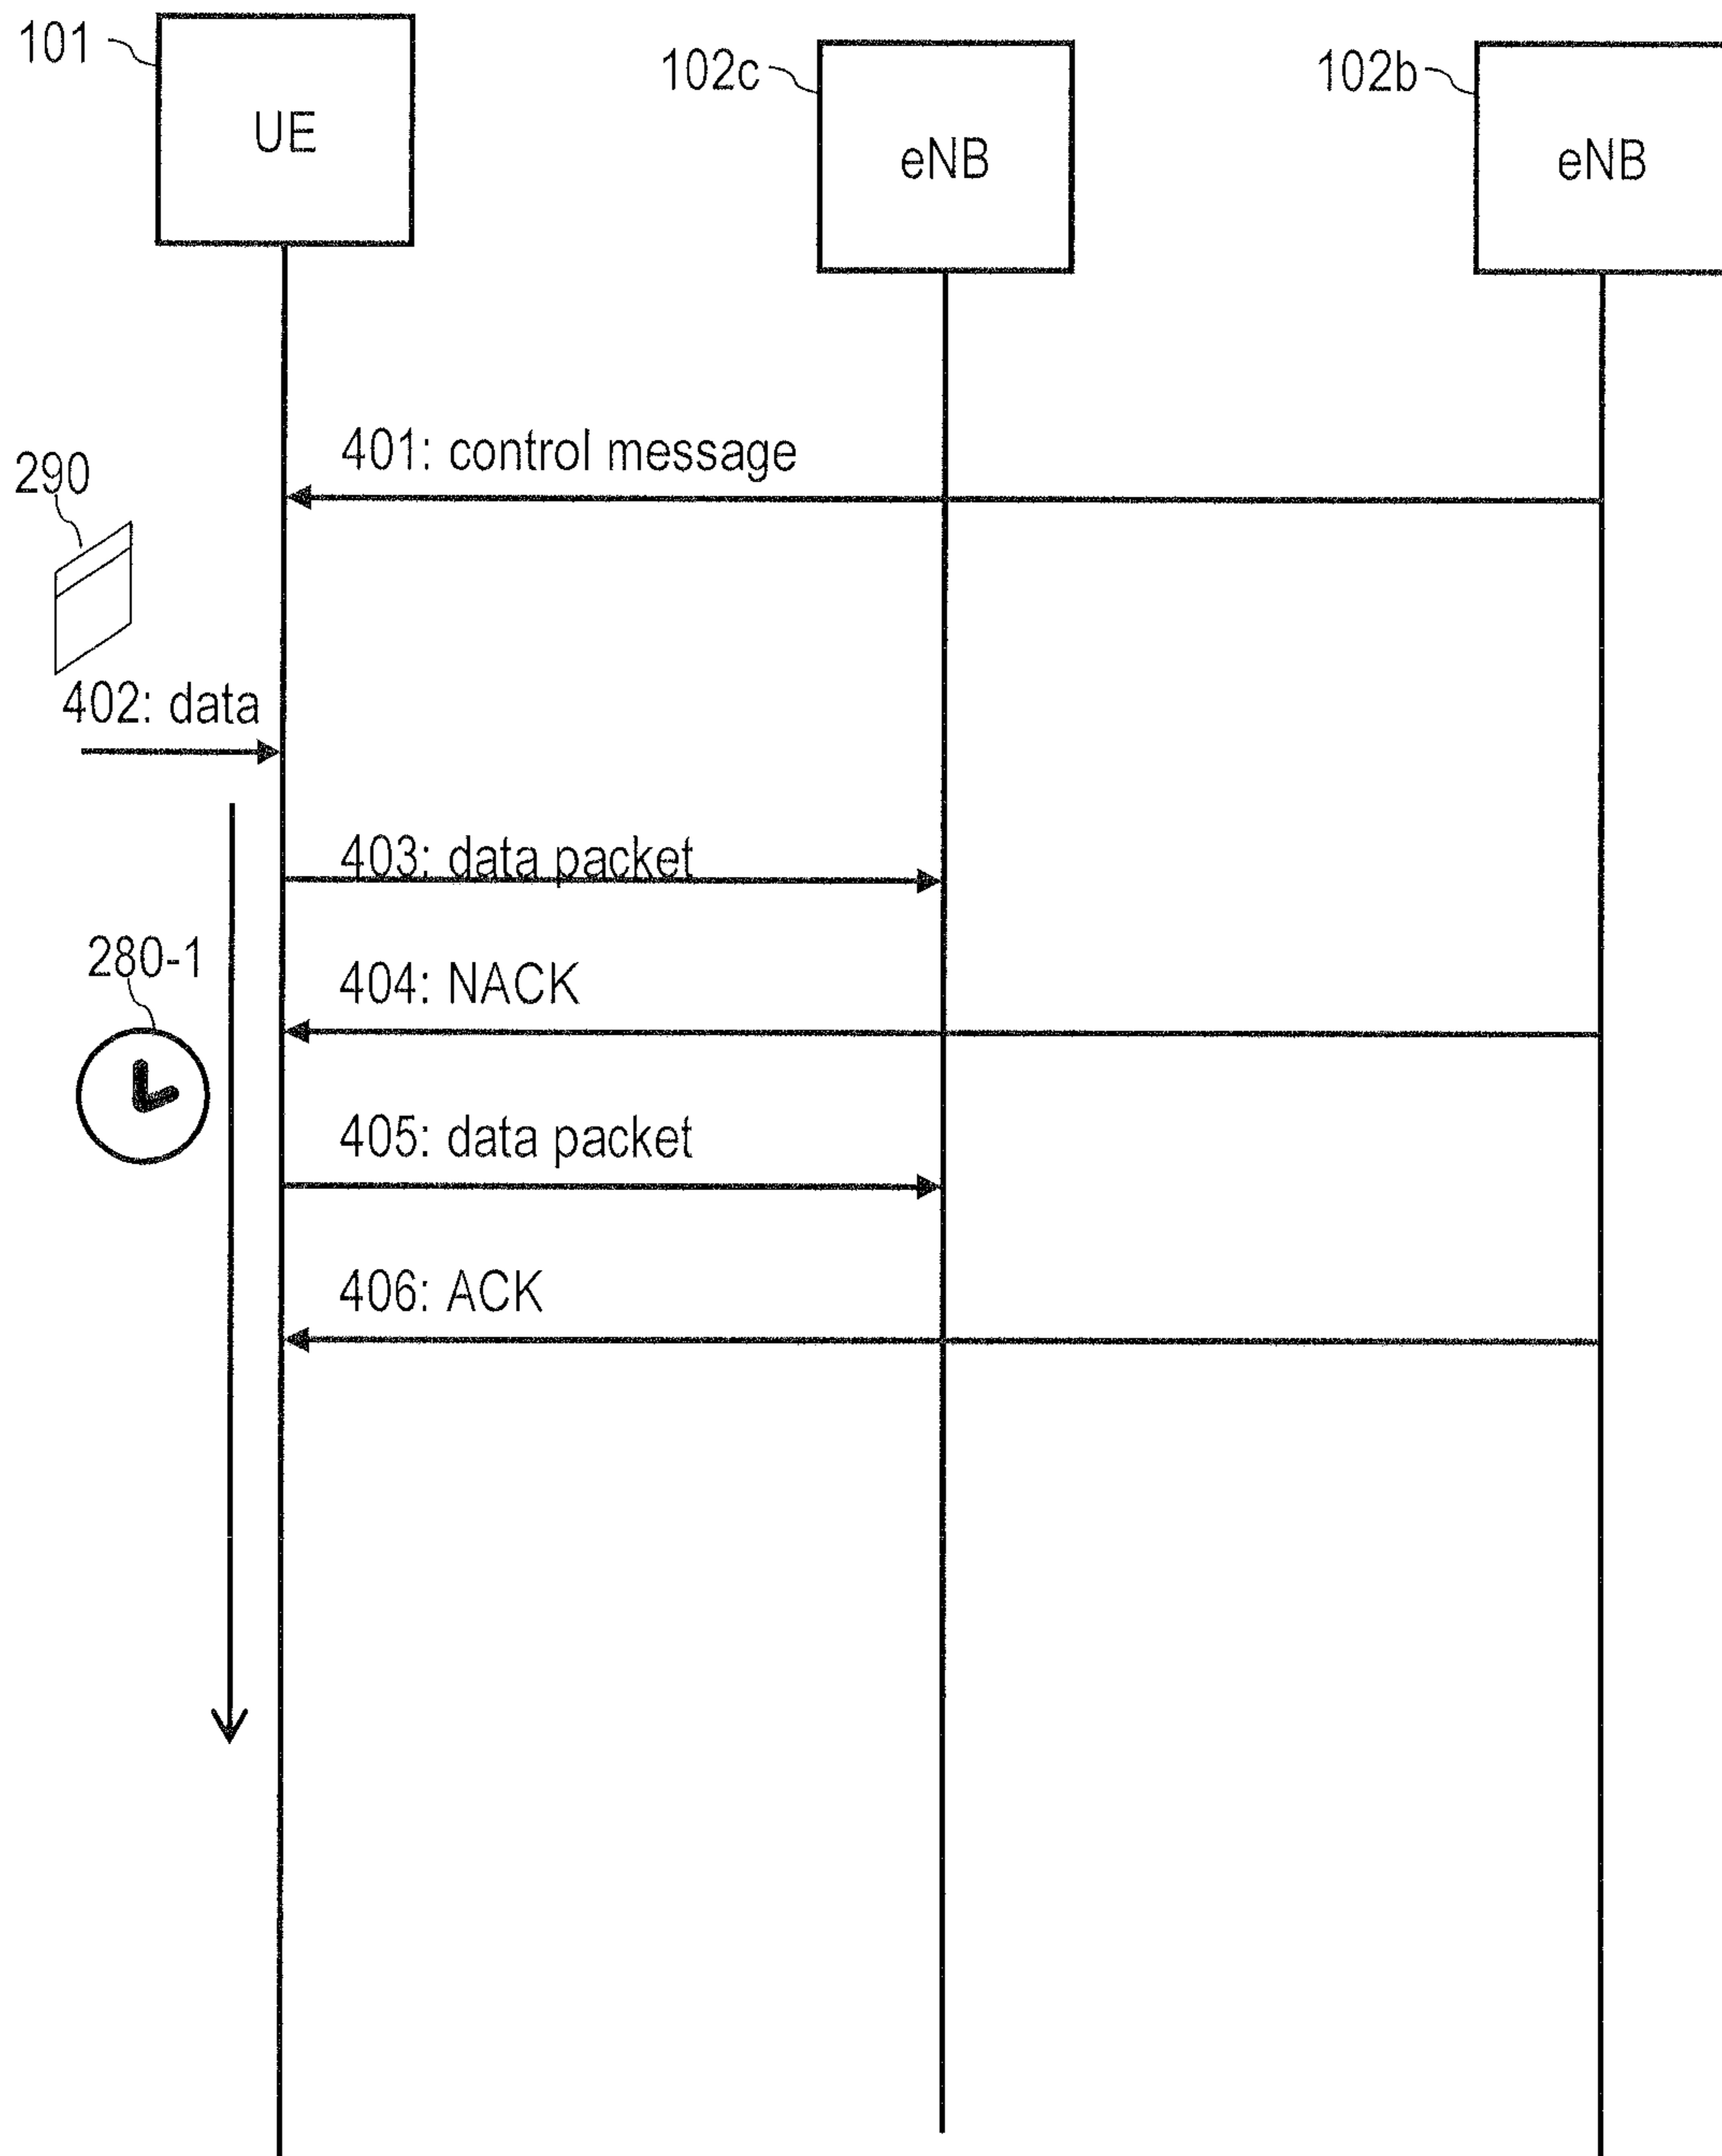 101
UE
102c
eNB
102b
eNB
401: control message
290
402: data
403: data packet
280-1
404: NACK
405: data packet
406: ACK